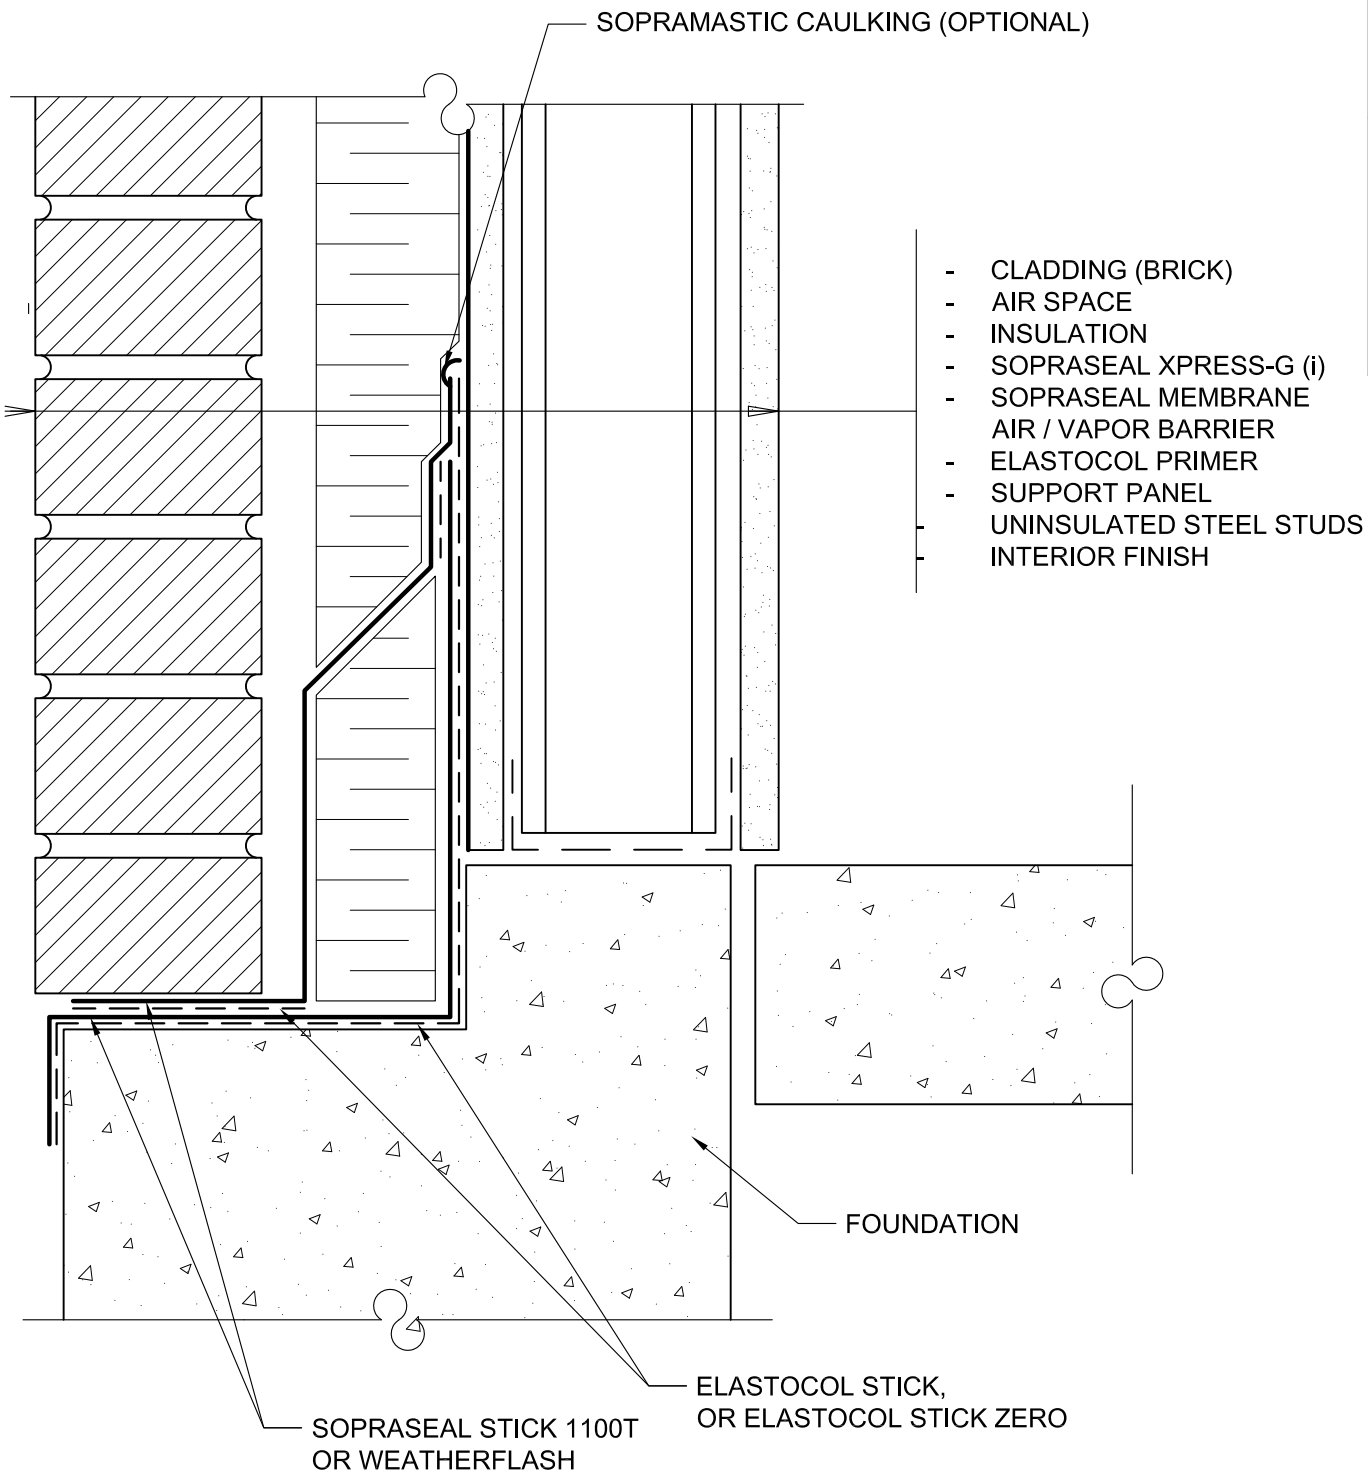 SOPRAMASTIC CAULKING (OPTIONAL)
- CLADDING (BRICK)
- AIR SPACE
- INSULATION
- SOPRASEAL XPRESS-G (i)
- SOPRASEAL MEMBRANE
AIR / VAPOR BARRIER
- ELASTOCOL PRIMER
- SUPPORT PANEL
- UNINSULATED STEEL STUDS
- INTERIOR FINISH
FOUNDATION
ELASTOCOL STICK,
OR ELASTOCOL STICK ZERO
SOPRASEAL STICK 1100T
OR WEATHERFLASH